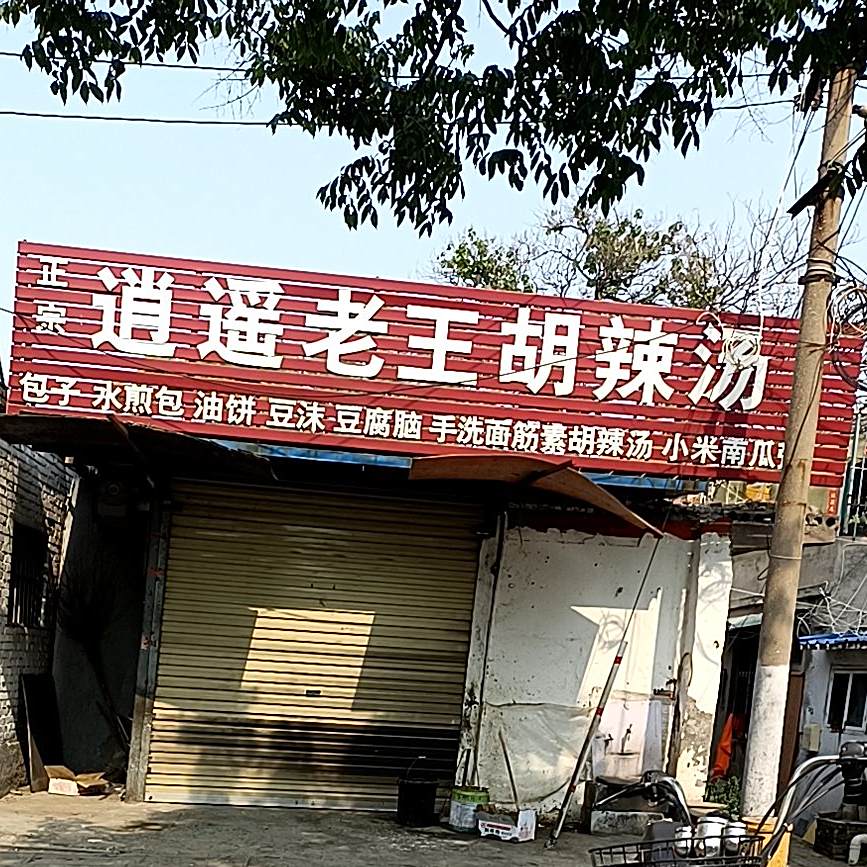 正宗
逍遥老王胡辣汤
包子 水煎包 油饼 豆沫 豆腐脑 手洗面筋素胡辣汤 小米南瓜